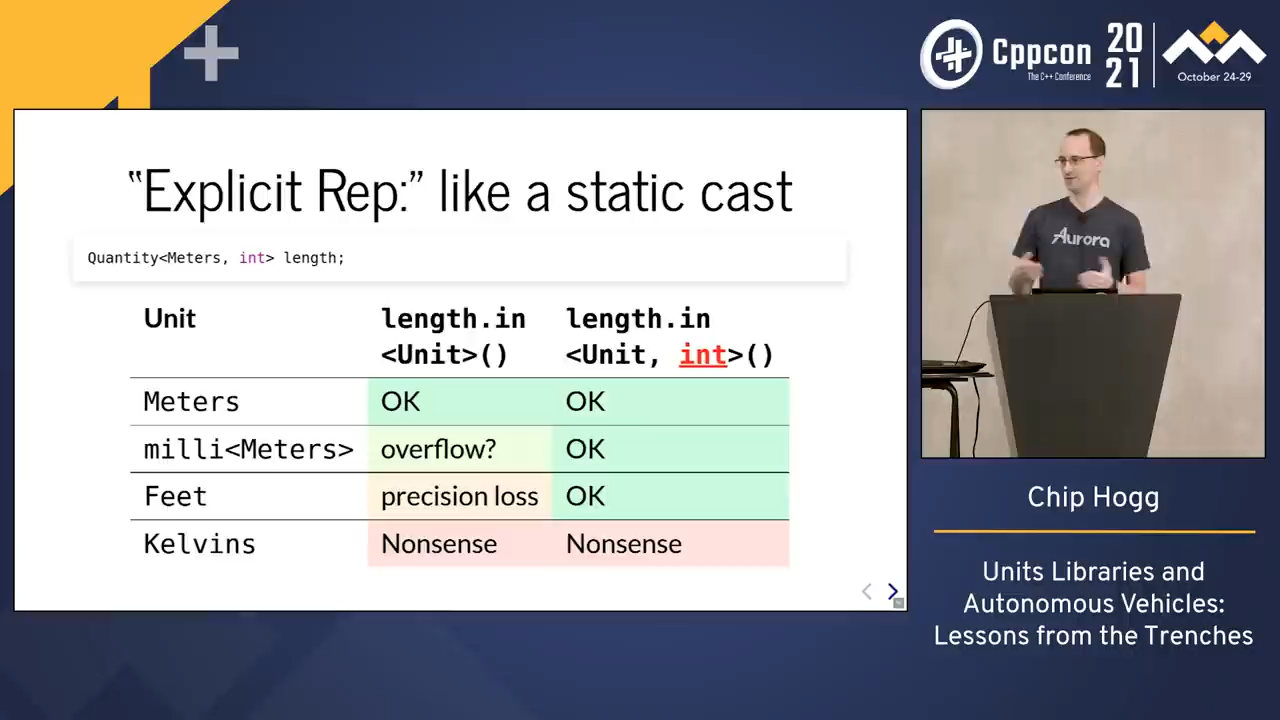 Cppcon
The C++ Conference
20
21
October 24-29
“Explicit Rep:” like a static cast
Quantity<Meters, int> length;
Unit
length.in
<Unit>()
length.in
<Unit, int>()
Meters OK OK
milli<Meters> overflow? OK
Feet precision loss OK
Kelvins Nonsense Nonsense
Aurora
Chip Hogg
Units Libraries and
Autonomous Vehicles:
Lessons from the Trenches